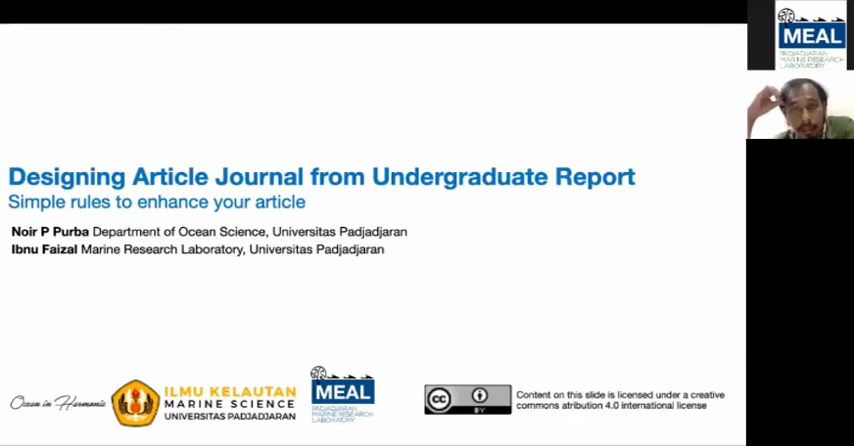 Designing Article Journal from Undergraduate Report
Simple rules to enhance your article
Noir P Purba Department of Ocean Science, Universitas Padjadjaran
Ibnu Faizal Marine Research Laboratory, Universitas Padjadjaran
Ocean in Harmonia
ILMU KELAUTAN
MARINE SCIENCE
UNIVERSITAS PADJADJARAN
MEAL
PADJADJARAN
MARINE RESEARCH
LABORATORY
cc
BY
Content on this slide is licensed under a creative
commons atribution 4.0 international license
MEAL
PADJADJARAN
MARINE RESEARCH
LABORATORY